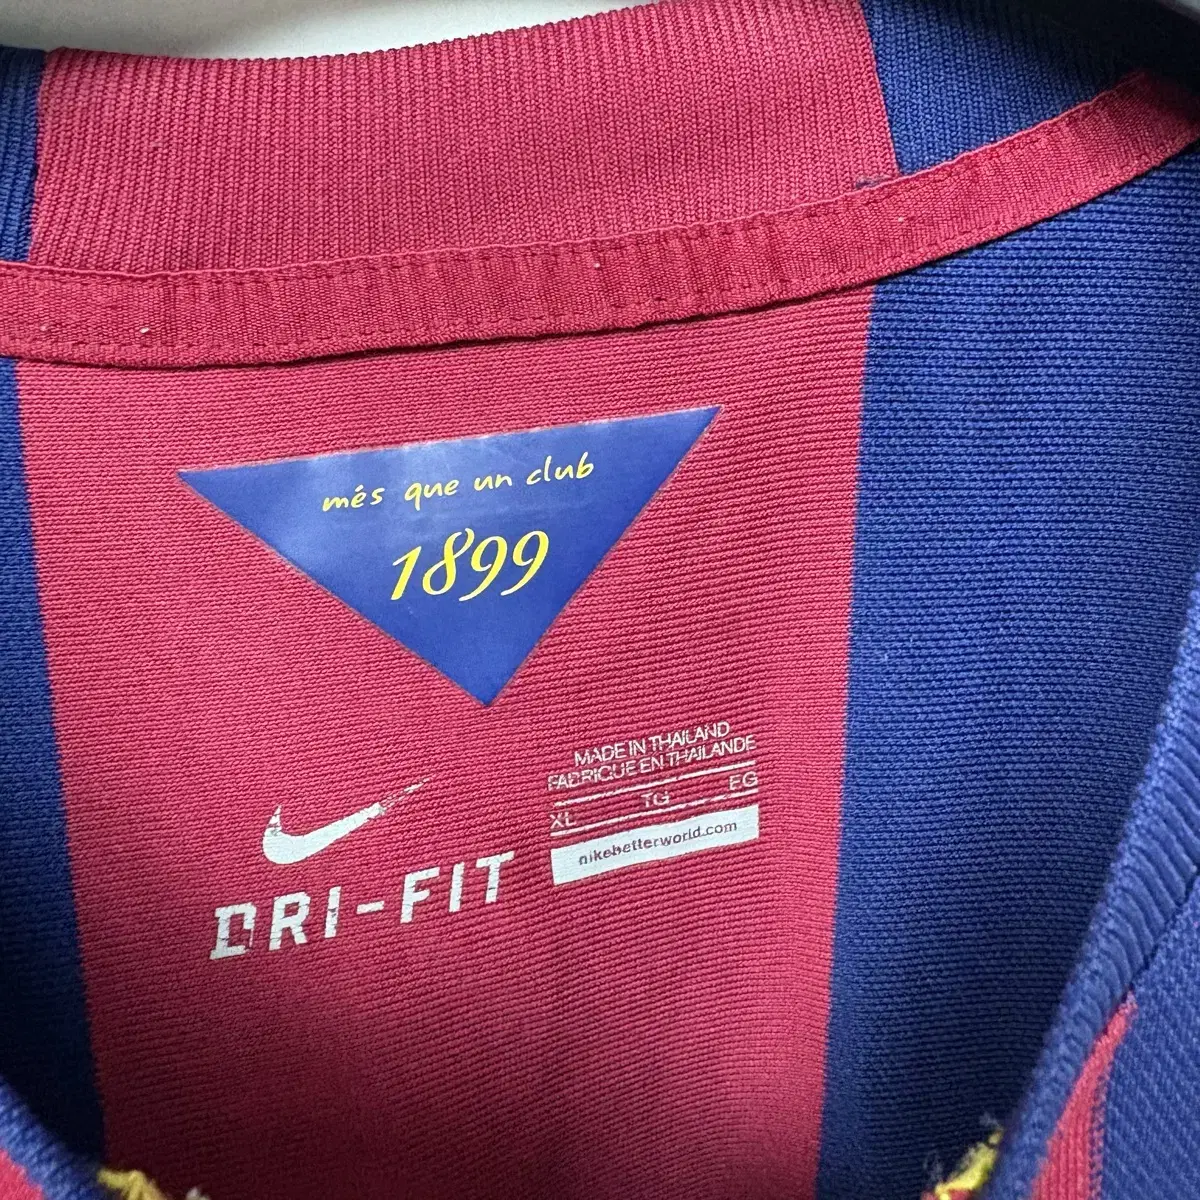 més que un club
1899
MADE IN THAILAND
FABRIQUE EN THAILANDE
XL TG EG
nikebetterworld.com
DRI-FIT